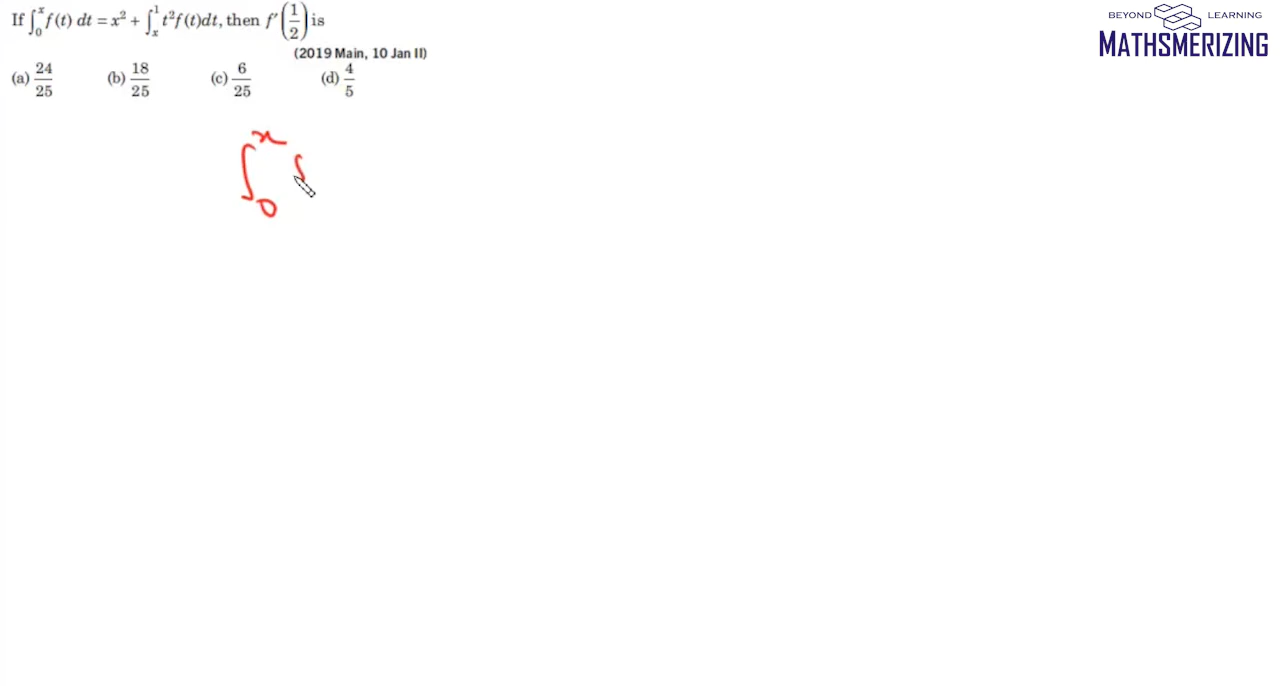 If ∫₀ˣ f(t) dt = x² + ∫ₓ¹ t² f(t)dt, then f′(1/2) is
(2019 Main, 10 Jan II)
(a) 24/25 (b) 18/25 (c) 6/25 (d) 4/5
BEYOND LEARNING
MATHSMERIZING
∫₀ˣ